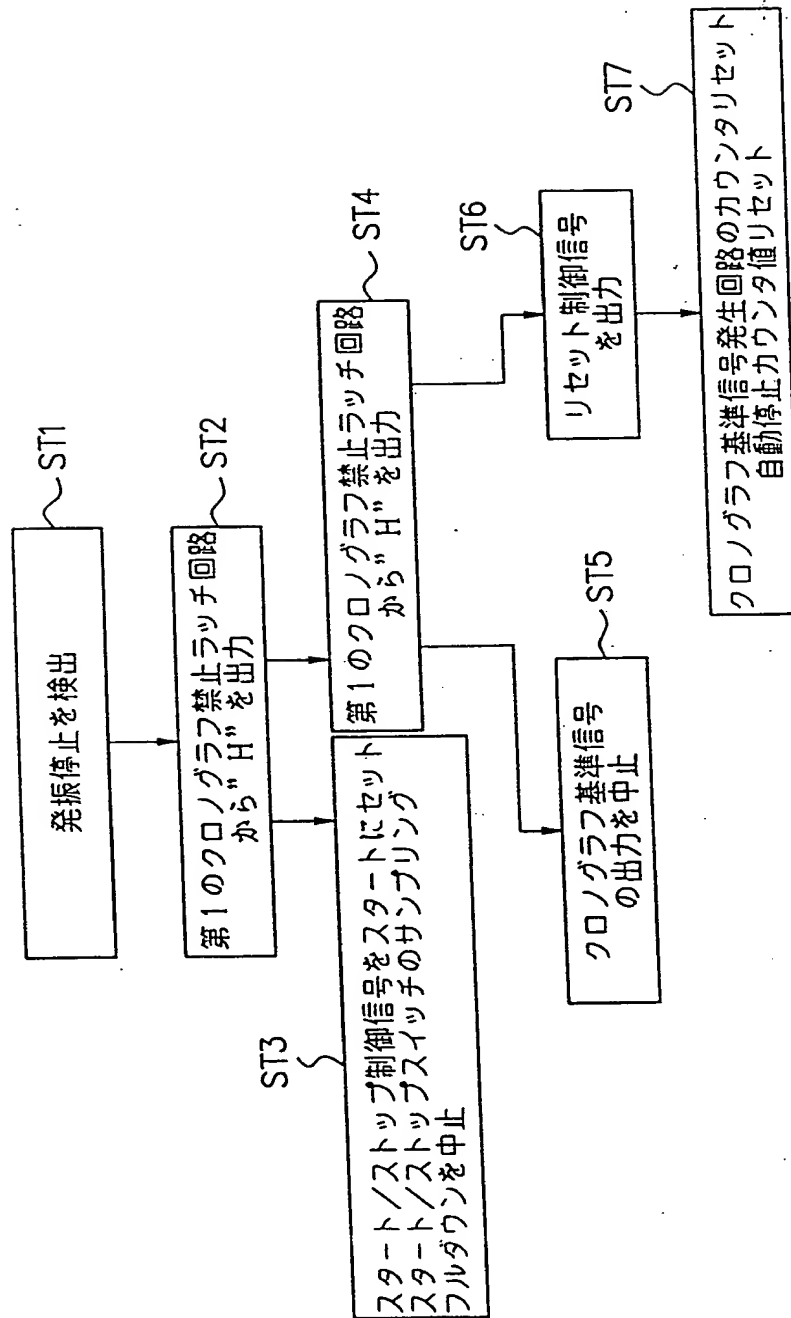 ST1
発振停止を検出
ST2
第1のクロノグラフ禁止ラッチ回路
から"H"を出力
ST3
スタート/ストップ制御信号をスタートにセット
スタート/ストップスイッチのサンプリング
フルダウンを中止
ST4
第1のクロノグラフ禁止ラッチ回路
から"H"を出力
ST5
クロノグラフ基準信号
の出力を中止
ST6
リセット制御信号
を出力
ST7
クロノグラフ基準信号発生回路のカウンタリセット
自動停止カウンタ値リセット